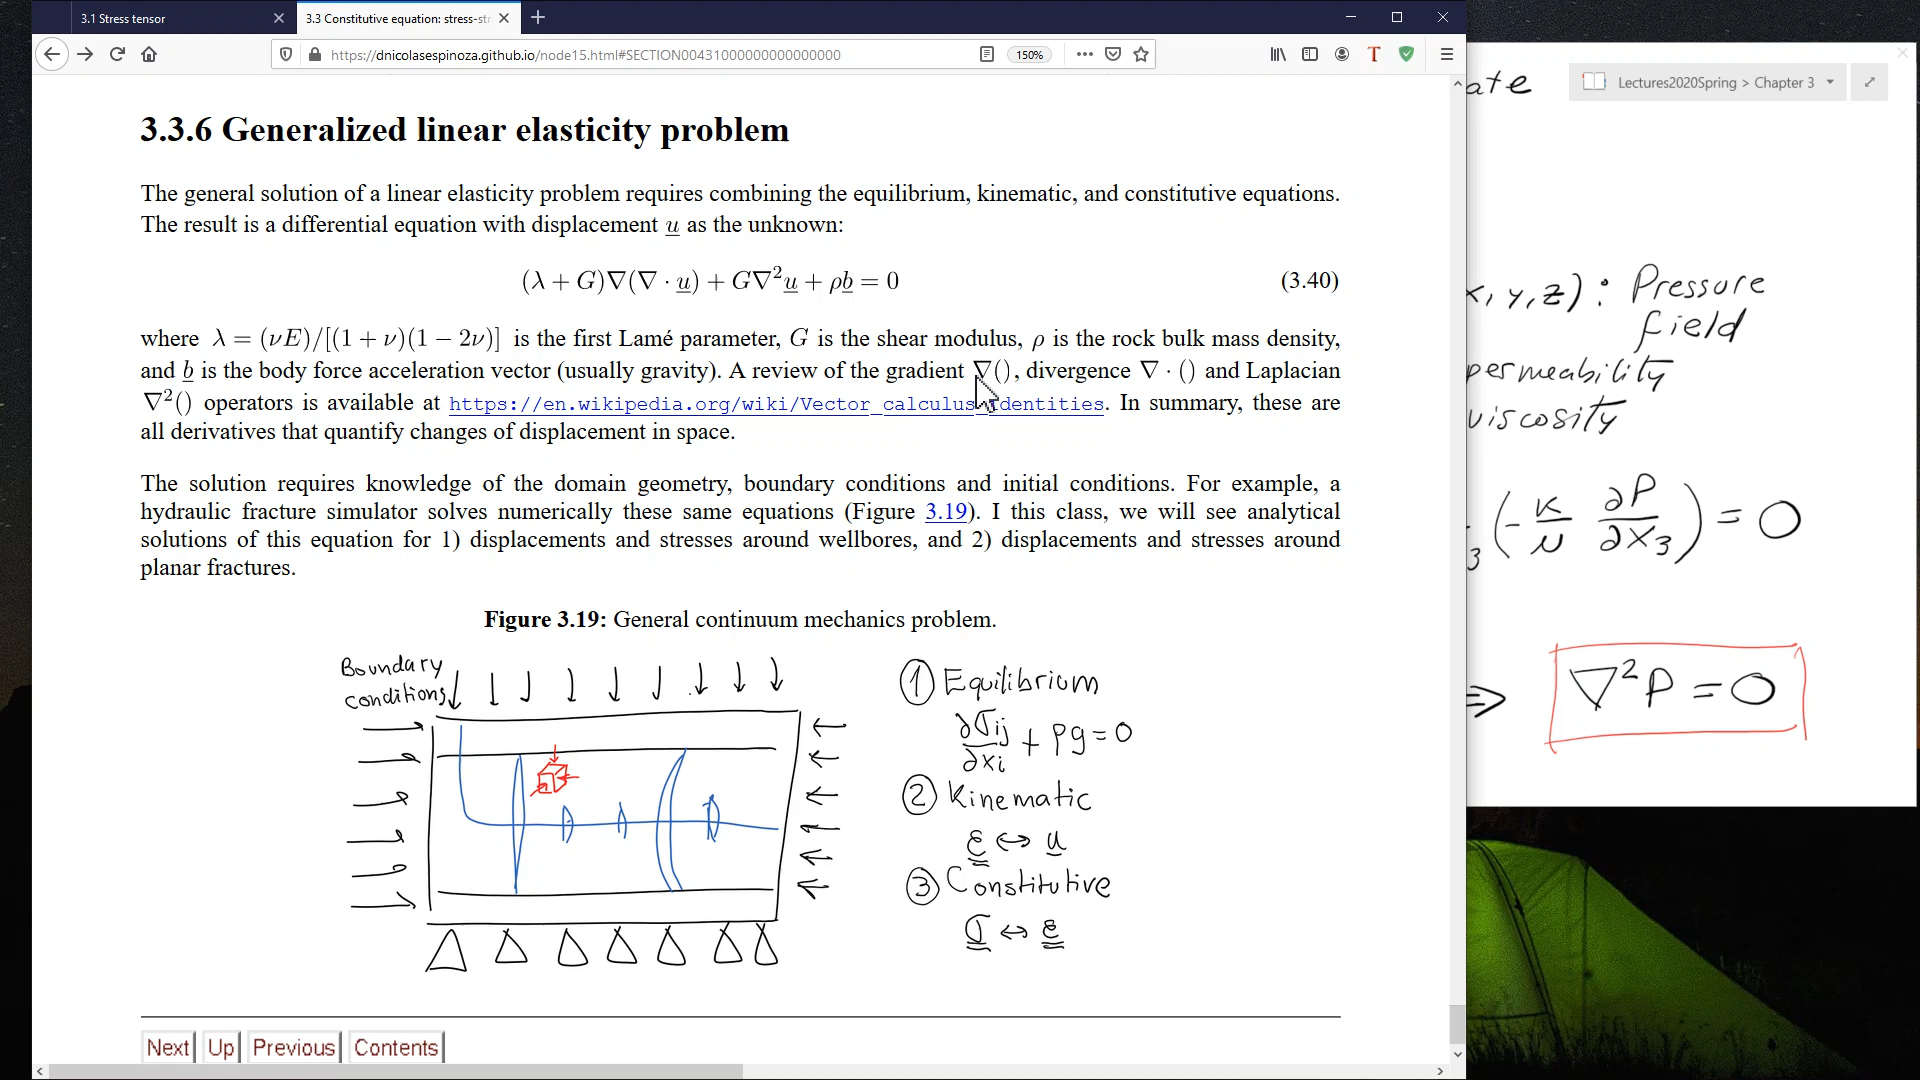 3.1 Stress tensor
3.3 Constitutive equation: stress-str
https://dnicolasespinoza.github.io/node15.html#SECTION00431000000000000000
150%
3.3.6 Generalized linear elasticity problem
The general solution of a linear elasticity problem requires combining the equilibrium, kinematic, and constitutive equations.
The result is a differential equation with displacement u as the unknown:
(λ + G)∇(∇ · u) + G∇²u + ρb = 0 (3.40)
where λ = (νE)/[(1 + ν)(1 − 2ν)] is the first Lamé parameter, G is the shear modulus, ρ is the rock bulk mass density,
and b is the body force acceleration vector (usually gravity). A review of the gradient ∇(), divergence ∇ · () and Laplacian
∇²() operators is available at https://en.wikipedia.org/wiki/Vector_calculus_identities. In summary, these are
all derivatives that quantify changes of displacement in space.
The solution requires knowledge of the domain geometry, boundary conditions and initial conditions. For example, a
hydraulic fracture simulator solves numerically these same equations (Figure 3.19). I this class, we will see analytical
solutions of this equation for 1) displacements and stresses around wellbores, and 2) displacements and stresses around
planar fractures.
Figure 3.19: General continuum mechanics problem.
Boundary
conditions
① Equilibrium
∂σij/∂xi + ρg = 0
② Kinematic
ε ↔ u
③ Constitutive
σ ↔ ε
Next Up Previous Contents
ate
Lectures2020Spring > Chapter 3
x, y, z) : Pressure
field
permeability
viscosity
3 (-κ/μ ∂P/∂x₃) = 0
⇒ ∇²P = 0